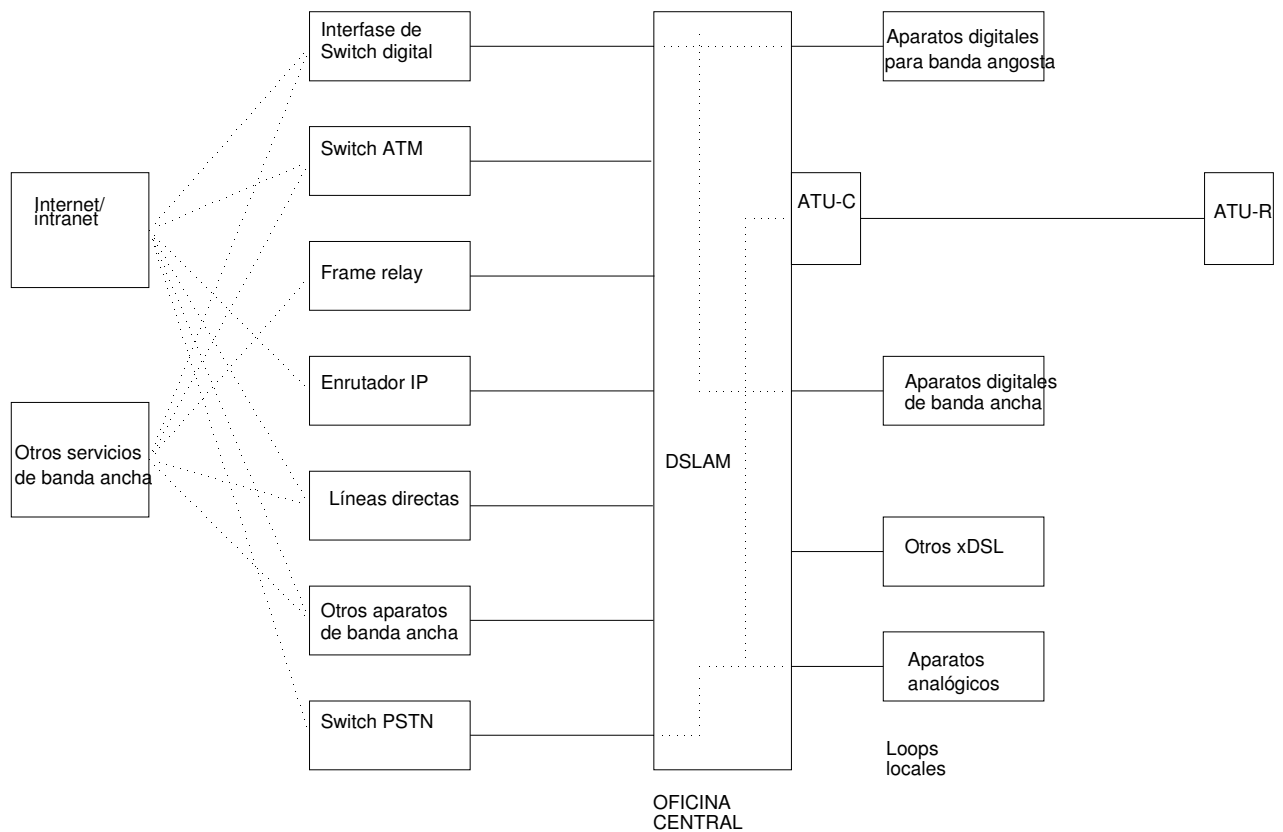 Interfase de
Switch digital
Aparatos digitales
para banda angosta
Switch ATM
Internet/
intranet
ATU-C
ATU-R
Frame relay
Enrutador IP
Aparatos digitales
de banda ancha
Otros servicios
de banda ancha
DSLAM
Líneas directas
Otros xDSL
Otros aparatos
de banda ancha
Aparatos
analógicos
Switch PSTN
Loops
locales
OFICINA
CENTRAL